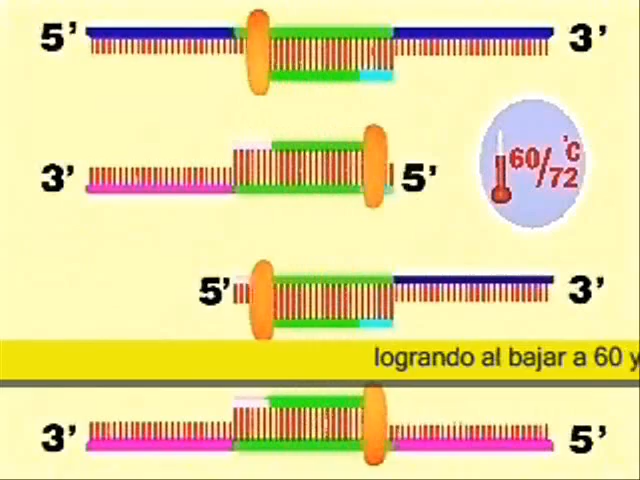 5’ 3’
3’ 5’
60/72 °C
5’ 3’
logrando al bajar a 60 y
3’ 5’